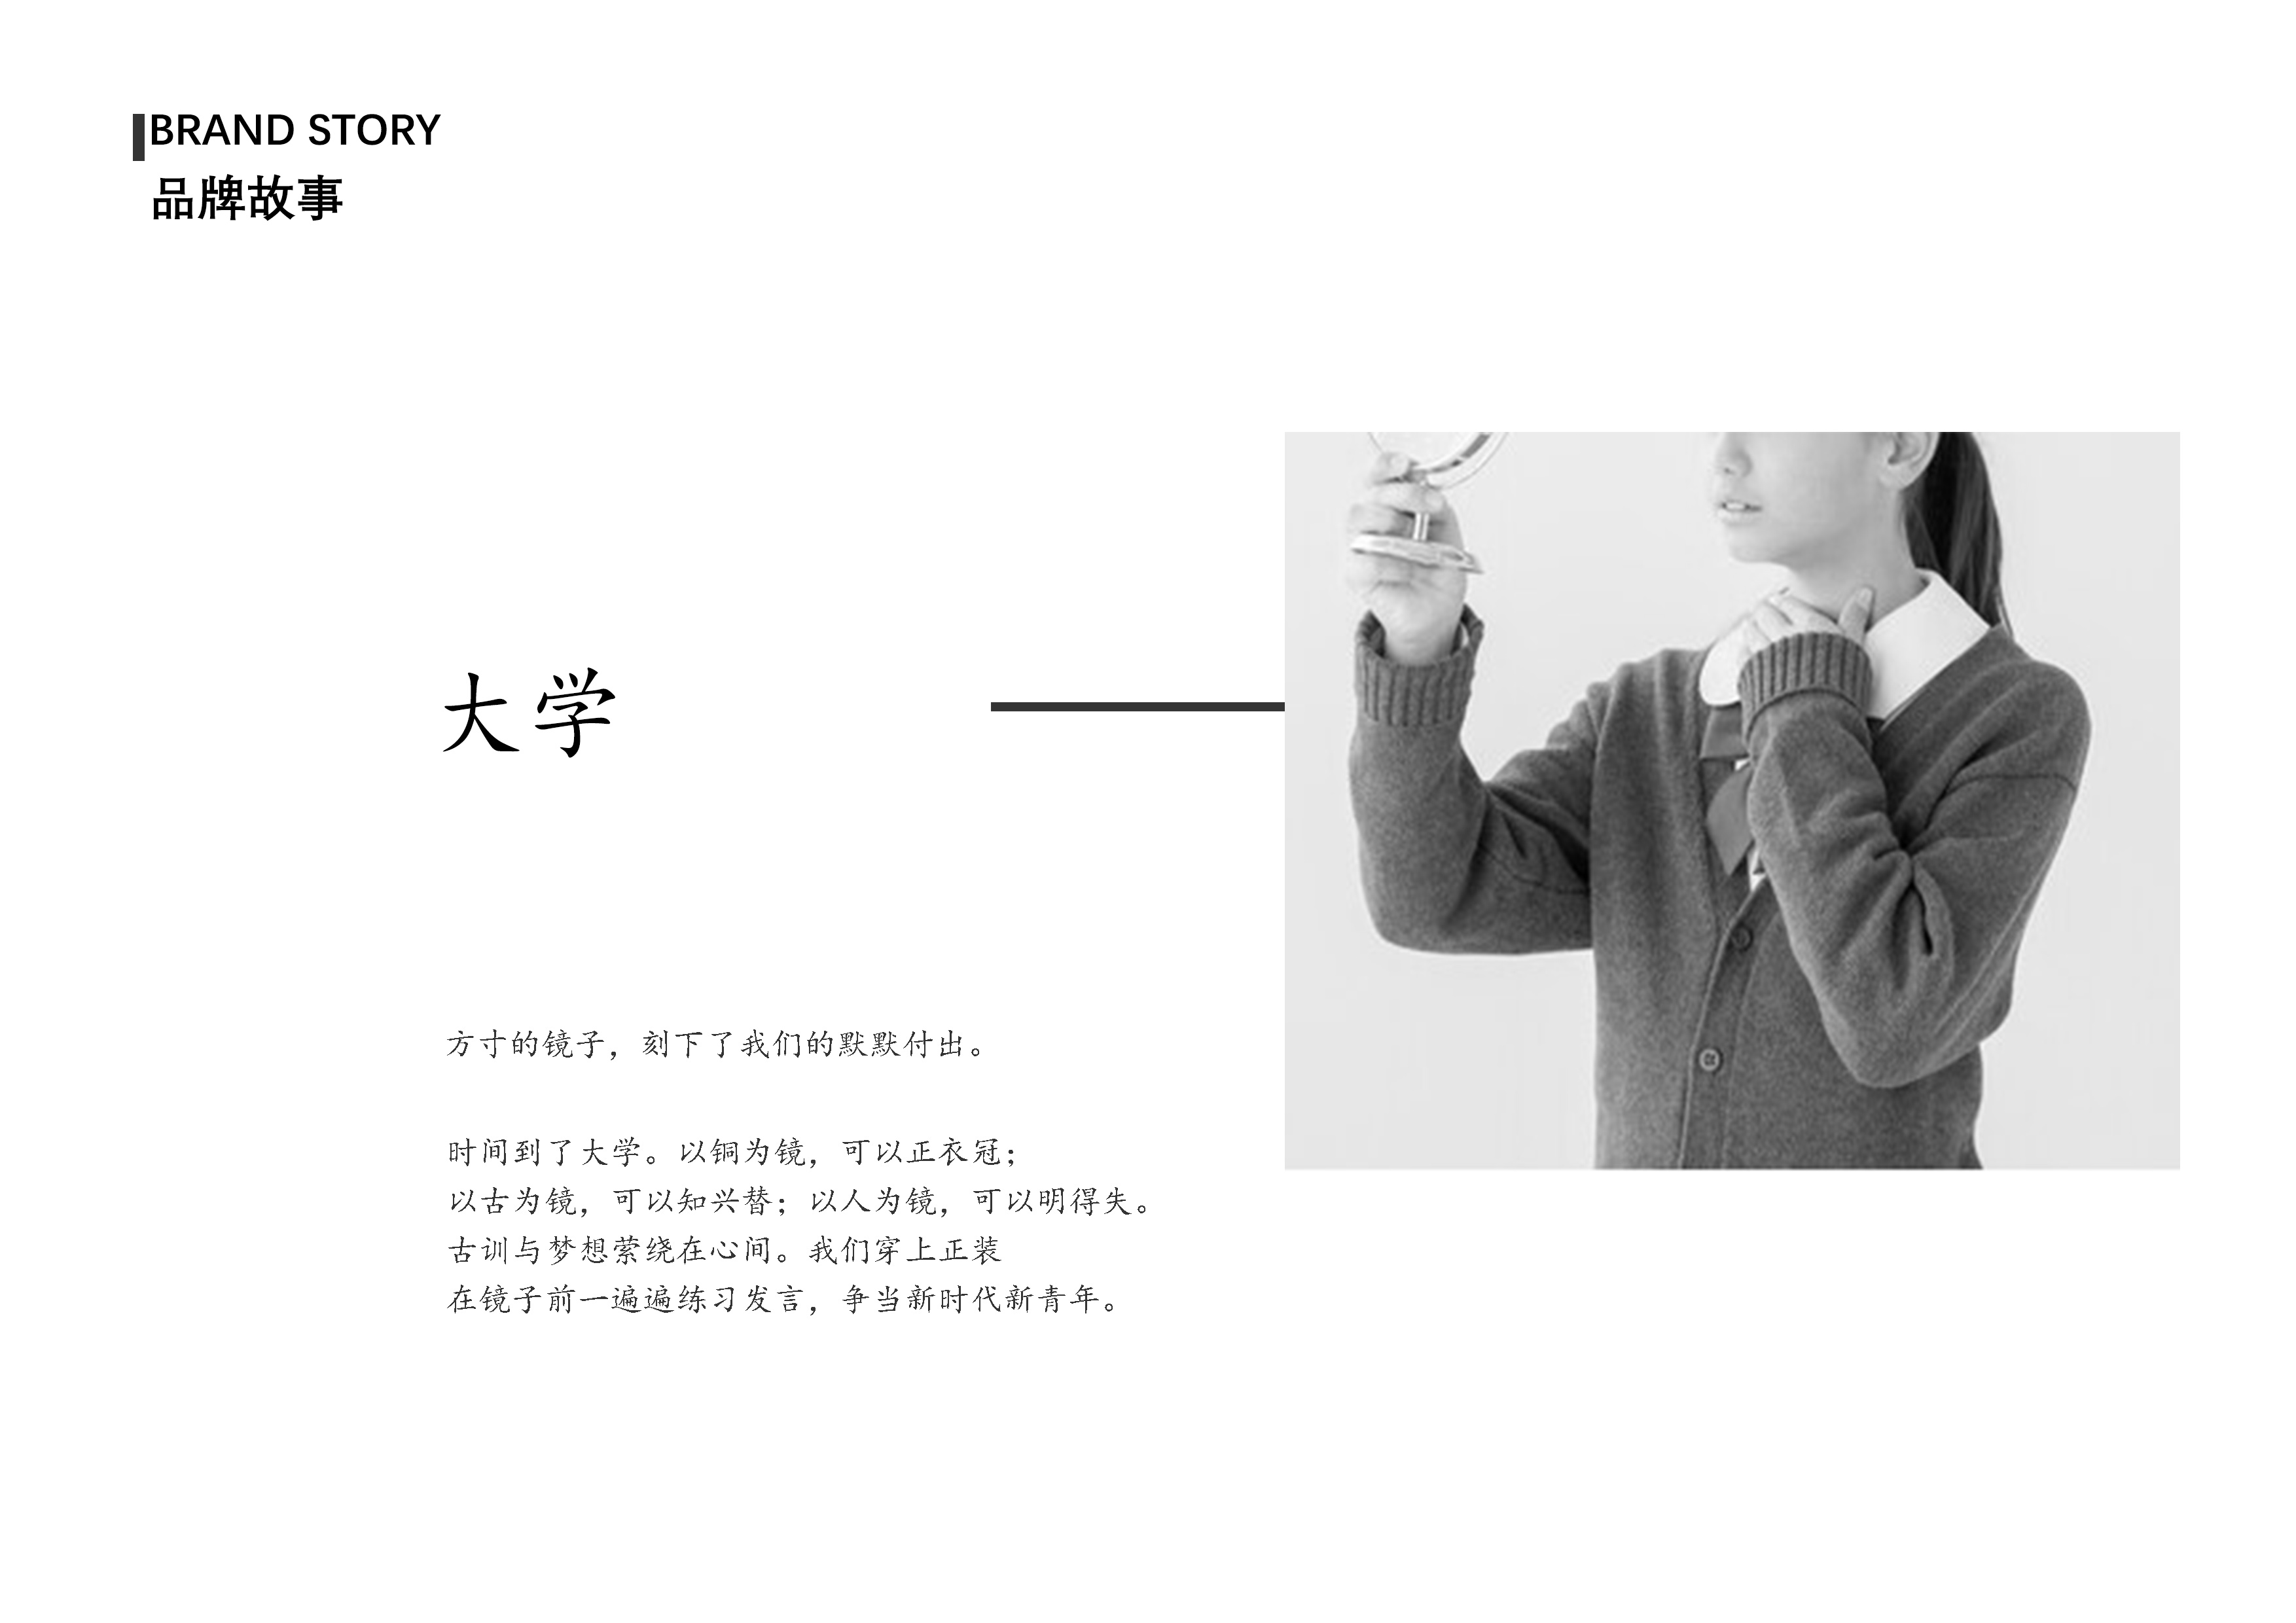 BRAND STORY
品牌故事
大学
方寸的镜子，刻下了我们的默默付出。
时间到了大学。以铜为镜，可以正衣冠；
以古为镜，可以知兴替；以人为镜，可以明得失。
古训与梦想萦绕在心间。我们穿上正装
在镜子前一遍遍练习发言，争当新时代新青年。